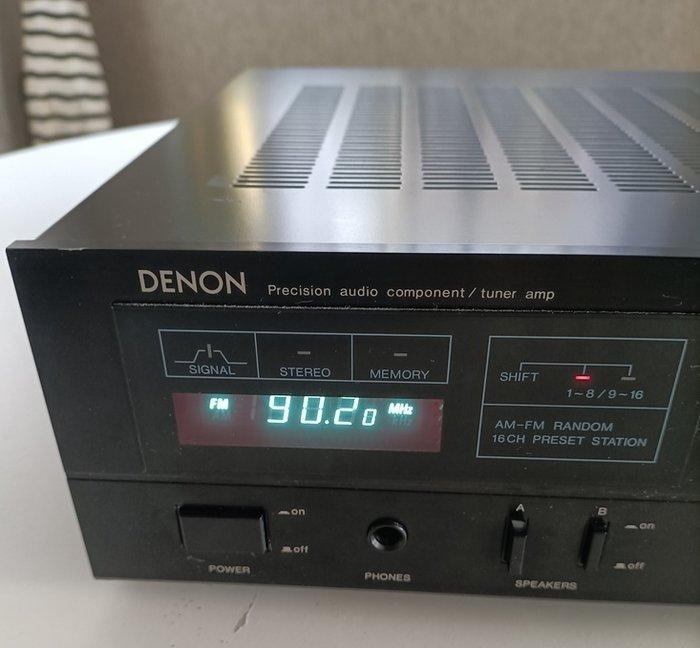 DENON Precision audio component / tuner amp
SIGNAL STEREO MEMORY
SHIFT
1~8 / 9~16
FM 90.20 MHz
AM-FM RANDOM
16CH PRESET STATION
on
off
POWER
PHONES
A B
on
off
SPEAKERS